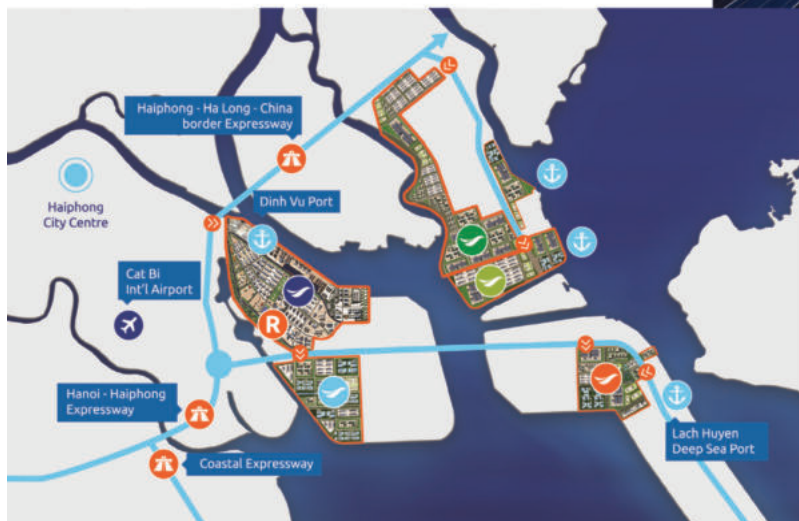 Haiphong - Ha Long - China
border Expressway
Haiphong
City Centre
Dinh Vu Port
Cat Bi
Int'l Airport
R
Hanoi - Haiphong
Expressway
Coastal Expressway
Lach Huyen
Deep Sea Port